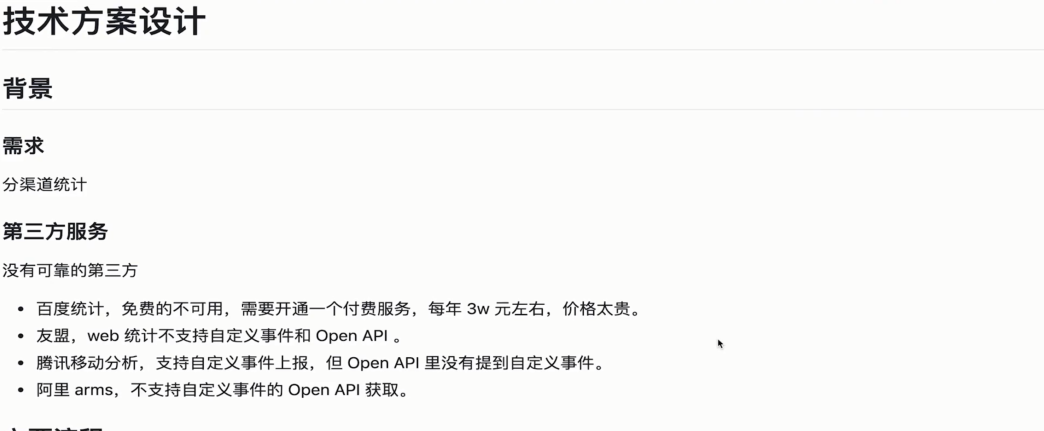 技术方案设计
背景
需求
分渠道统计
第三方服务
没有可靠的第三方
百度统计，免费的不可用，需要开通一个付费服务，每年 3w 元左右，价格太贵。
友盟，web 统计不支持自定义事件和 Open API 。
腾讯移动分析，支持自定义事件上报，但 Open API 里没有提到自定义事件。
阿里 arms，不支持自定义事件的 Open API 获取。